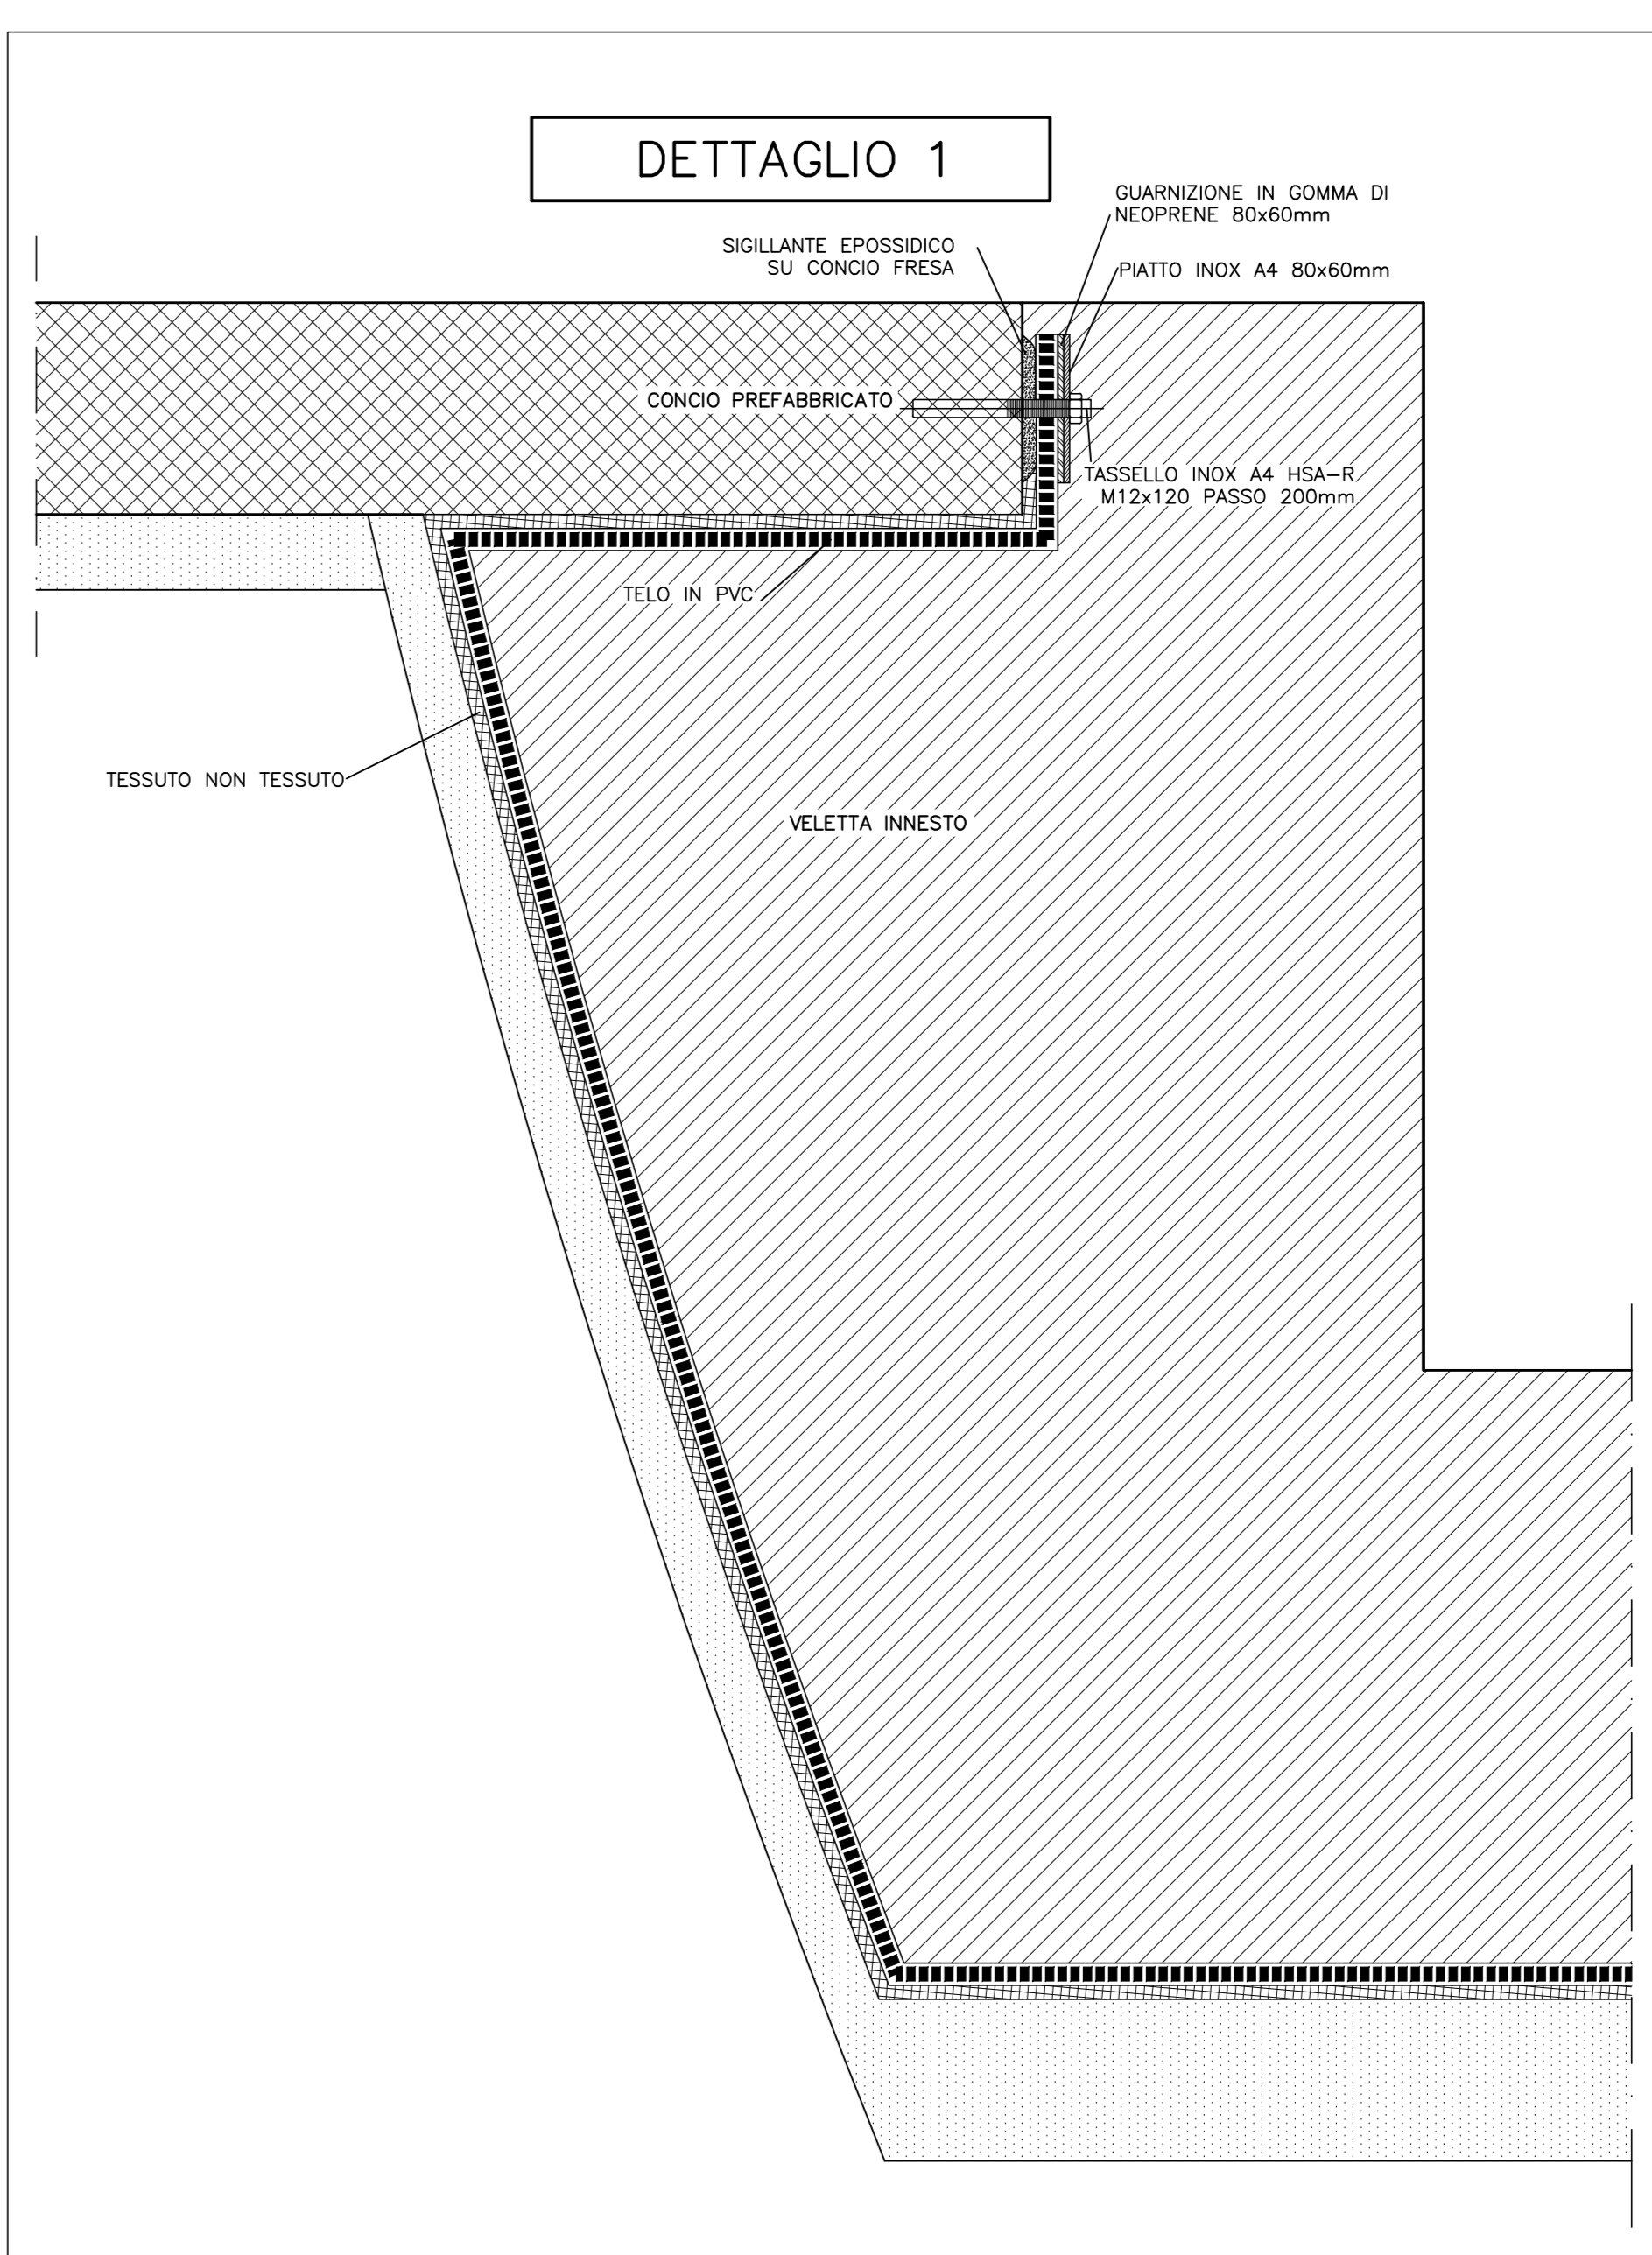 DETTAGLIO 1
GUARNIZIONE IN GOMMA DI
NEOPRENE 80x60mm
SIGILLANTE EPOSSIDICO
SU CONCIO FRESA
PIATTO INOX A4 80x60mm
CONCIO PREFABBRICATO
TASSELLO INOX A4 HSA-R
M12x120 PASSO 200mm
TELO IN PVC
TESSUTO NON TESSUTO
VELETTA INNESTO